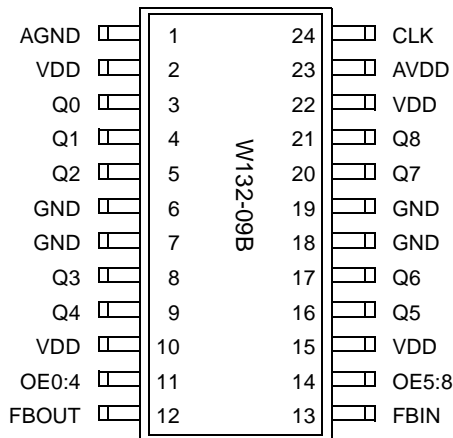 AGND 1 24 CLK
VDD 2 23 AVDD
Q0 3 22 VDD
Q1 4 21 Q8
Q2 5 20 Q7
GND 6 19 GND
GND 7 18 GND
Q3 8 17 Q6
Q4 9 16 Q5
VDD 10 15 VDD
OE0:4 11 14 OE5:8
FBOUT 12 13 FBIN
W132-09B